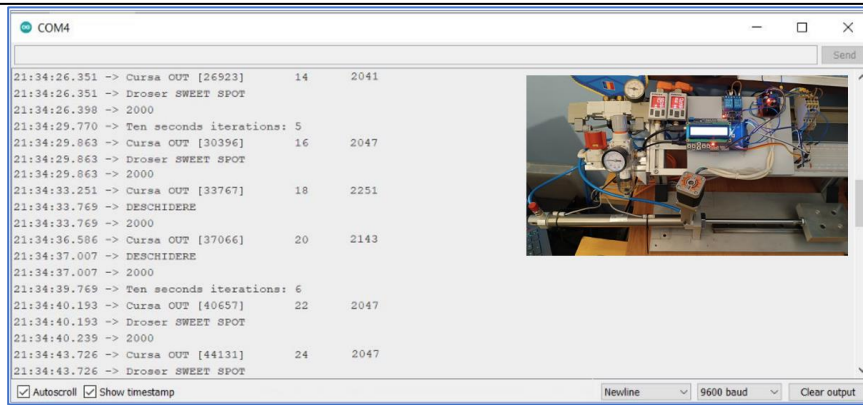 COM4
Send
21:34:26.351 -> Cursa OUT [26923] 14 2041
21:34:26.351 -> Droser SWEET SPOT
21:34:26.398 -> 2000
21:34:29.770 -> Ten seconds iterations: 5
21:34:29.863 -> Cursa OUT [30396] 16 2047
21:34:29.863 -> Droser SWEET SPOT
21:34:29.863 -> 2000
21:34:33.251 -> Cursa OUT [33767] 18 2251
21:34:33.769 -> DESCHIDERE
21:34:33.769 -> 2000
21:34:36.586 -> Cursa OUT [37066] 20 2143
21:34:37.007 -> DESCHIDERE
21:34:37.007 -> 2000
21:34:39.769 -> Ten seconds iterations: 6
21:34:40.193 -> Cursa OUT [40657] 22 2047
21:34:40.193 -> Droser SWEET SPOT
21:34:40.239 -> 2000
21:34:43.726 -> Cursa OUT [44131] 24 2047
21:34:43.726 -> Droser SWEET SPOT
Autoscroll Show timestamp Newline 9600 baud Clear output